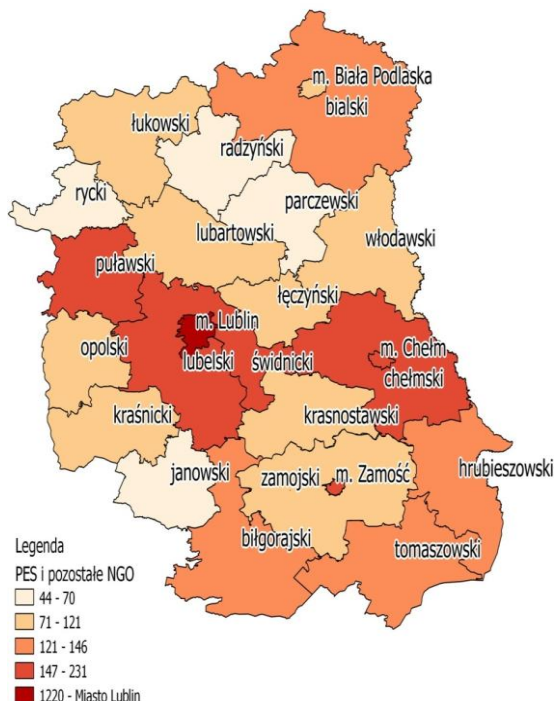 m. Biała Podlaska
bialski
łukowski
radzyński
rycki
parczewski
lubartowski
włodawski
puławski
łęczyński
m. Lublin
opolski
lubelski
świdnicki
m. Chełm
chełmski
kraśnicki
krasnostawski
janowski
zamojski
m. Zamość
hrubieszowski
biłgorajski
tomaszowski
Legenda
PES i pozostałe NGO
44 - 70
71 - 121
121 - 146
147 - 231
1220 - Miasto Lublin